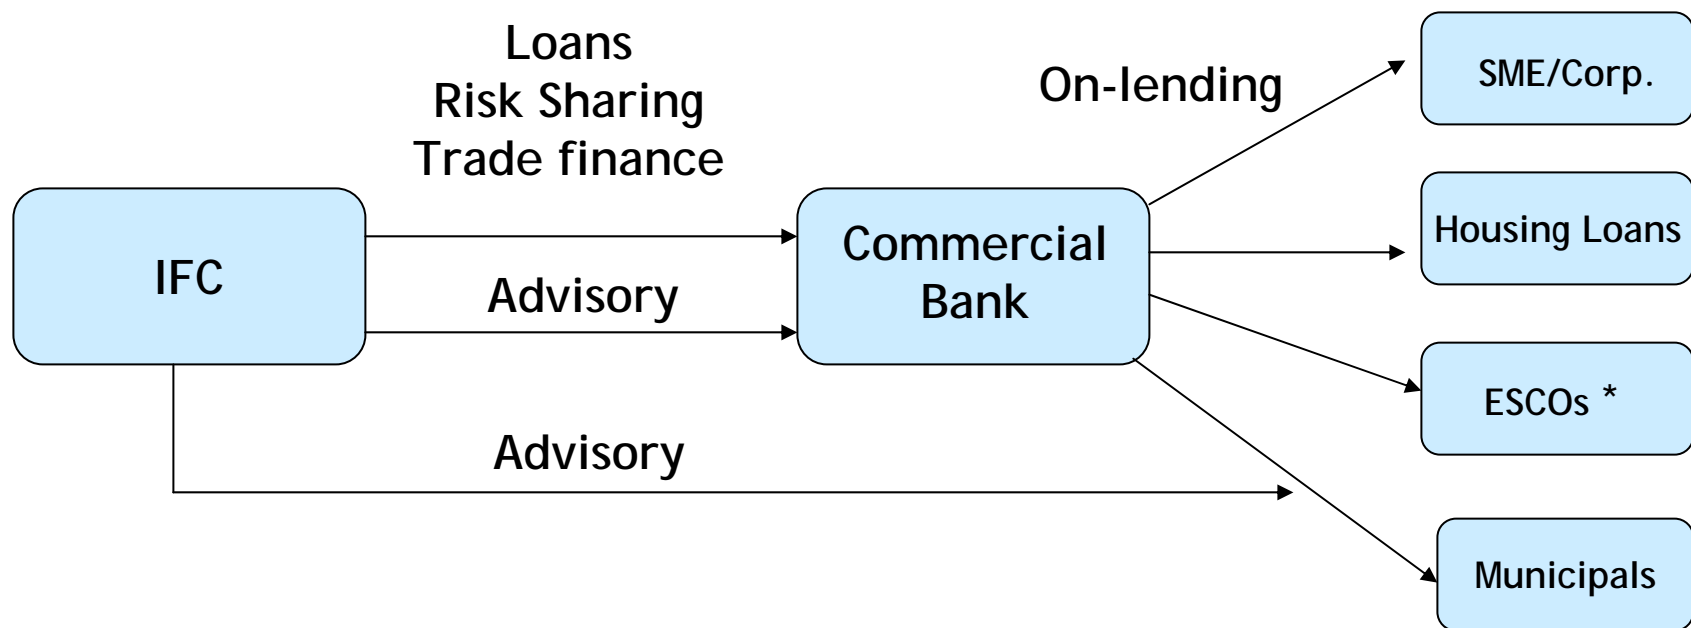 Loans
Risk Sharing
Trade finance
On-lending
SME/Corp.
IFC
Advisory
Commercial
Bank
Housing Loans
ESCOs *
Advisory
Municipals